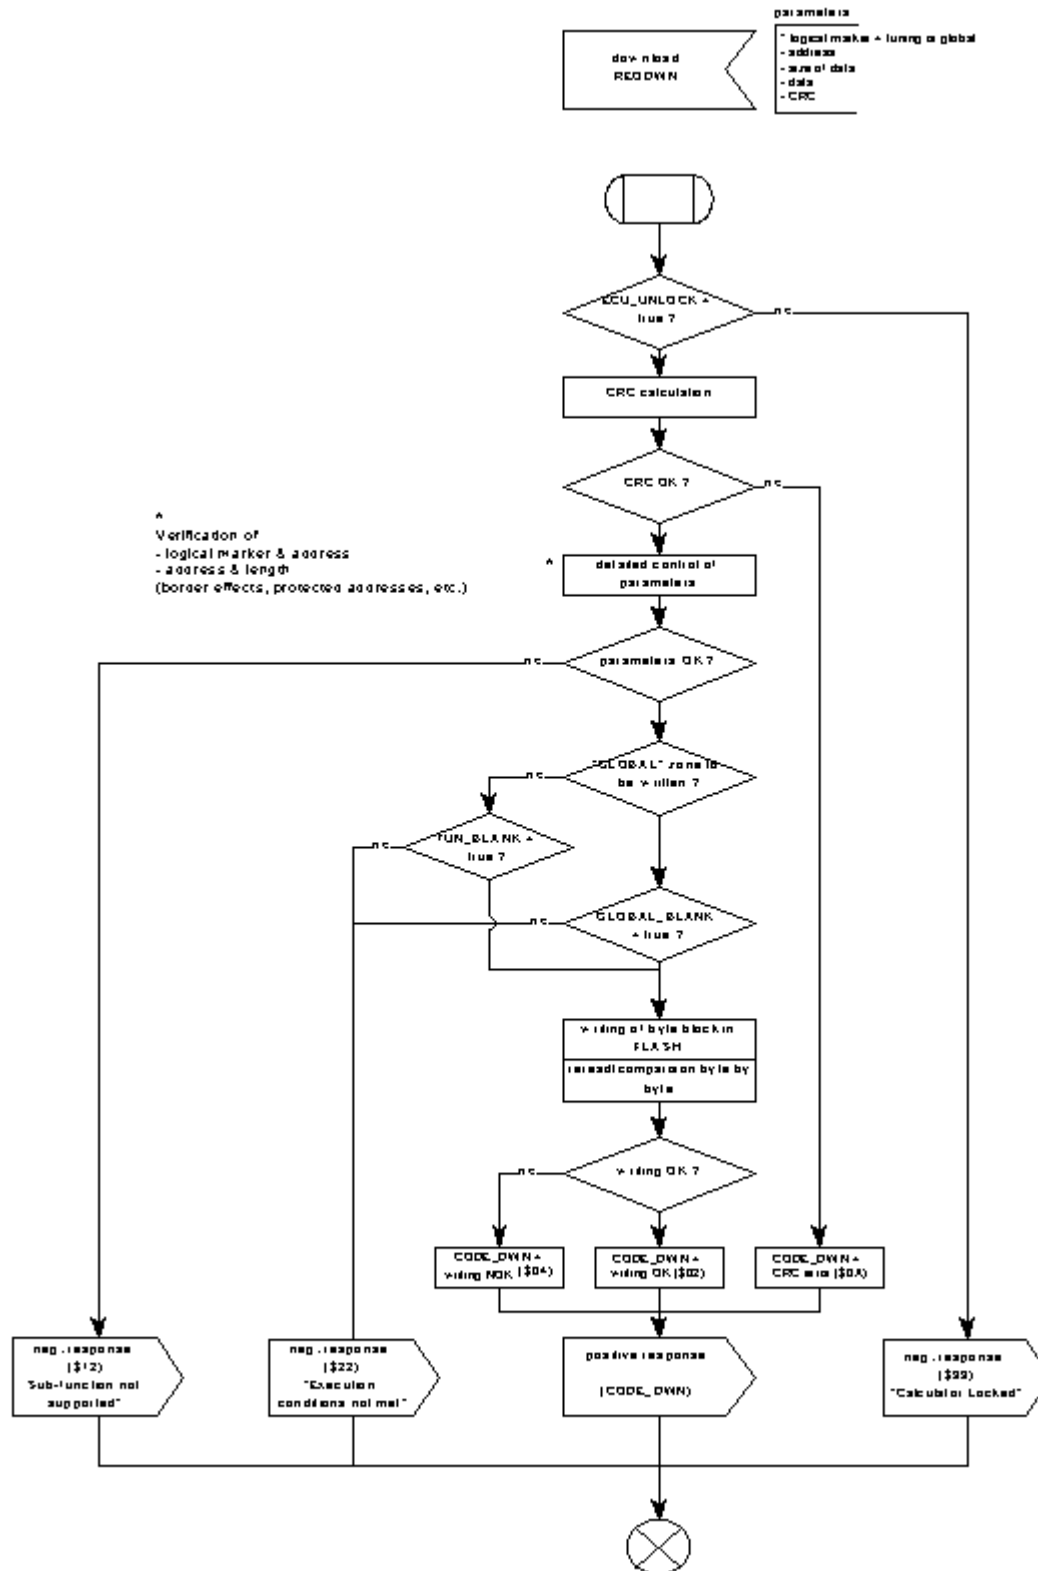 parameters
* logical marker = tuning or global
- address
- size of data
- data
- CRC
download
REQDWN
ECU_UNLOCK =
true ?
no
CRC calculation
CRC OK ?
no
*
Verification of
- logical marker & address
- address & length
(border effects, protected addresses, etc.)
*
detailed control of
parameters
no
parameters OK ?
"GLOBAL" zone to
be written ?
no
TUN_BLANK =
true ?
no
GLOBAL_BLANK
= true ?
no
writing of byte block in
FLASH
reread/comparison byte by
byte
no
writing OK ?
CODE_DWN =
writing NOK ($04)
CODE_DWN =
writing OK ($02)
CODE_DWN =
CRC error ($0A)
neg. response
($12)
"Sub-function not
supported"
neg. response
($22)
"Execution
conditions not met"
positive response
(CODE_DWN)
neg. response
"Calculator Locked"